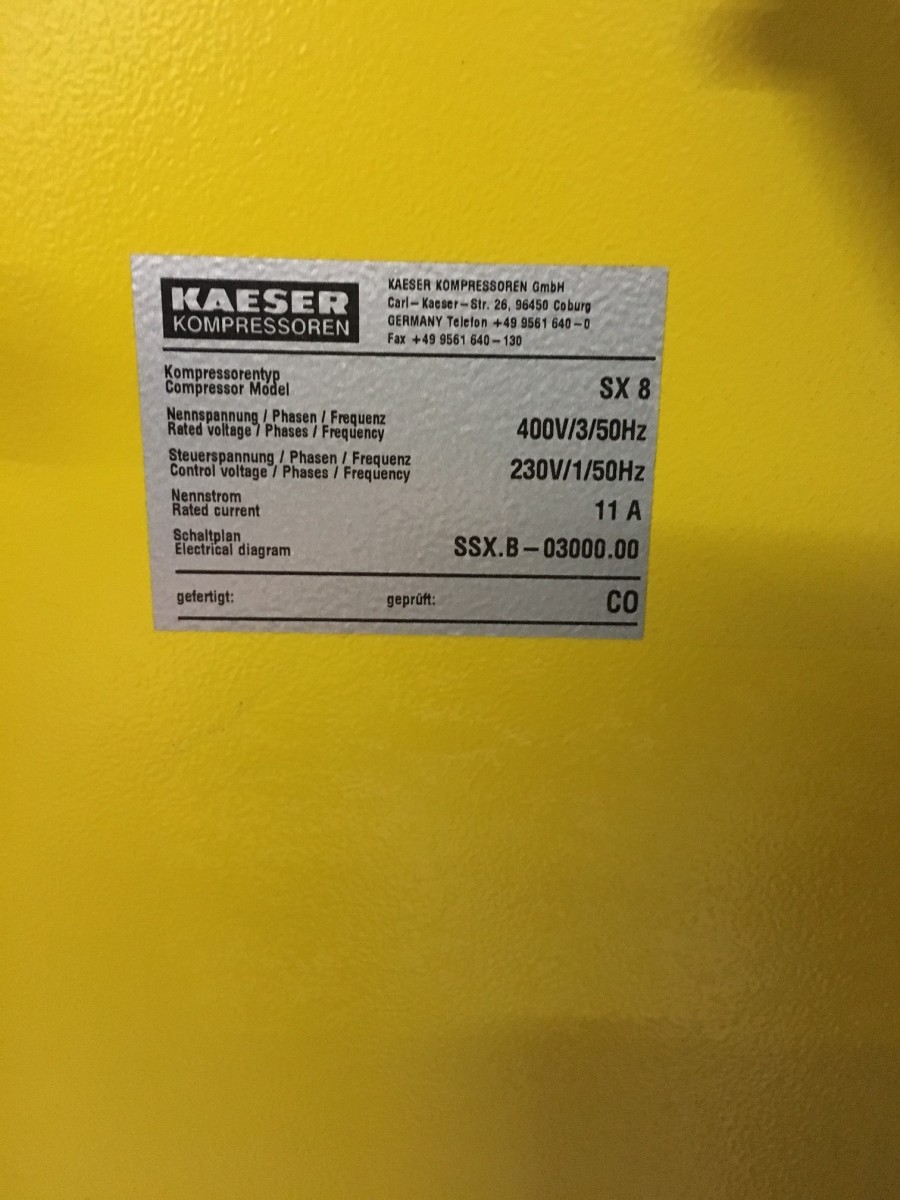 KAESER
KOMPRESSOREN
KAESER KOMPRESSOREN GmbH
Carl-Kaeser-Str. 26, 96450 Coburg
GERMANY Telefon +49 9561 640-0
Fax +49 9561 640-130
Kompressorentyp
Compressor Model
SX 8
Nennspannung / Phasen / Frequenz
Rated voltage / Phases / Frequency
400V/3/50Hz
Steuerspannung / Phasen / Frequenz
Control voltage / Phases / Frequency
230V/1/50Hz
Nennstrom
Rated current
11 A
Schaltplan
Electrical diagram
SSX.B-03000.00
gefertigt: geprüft: CO